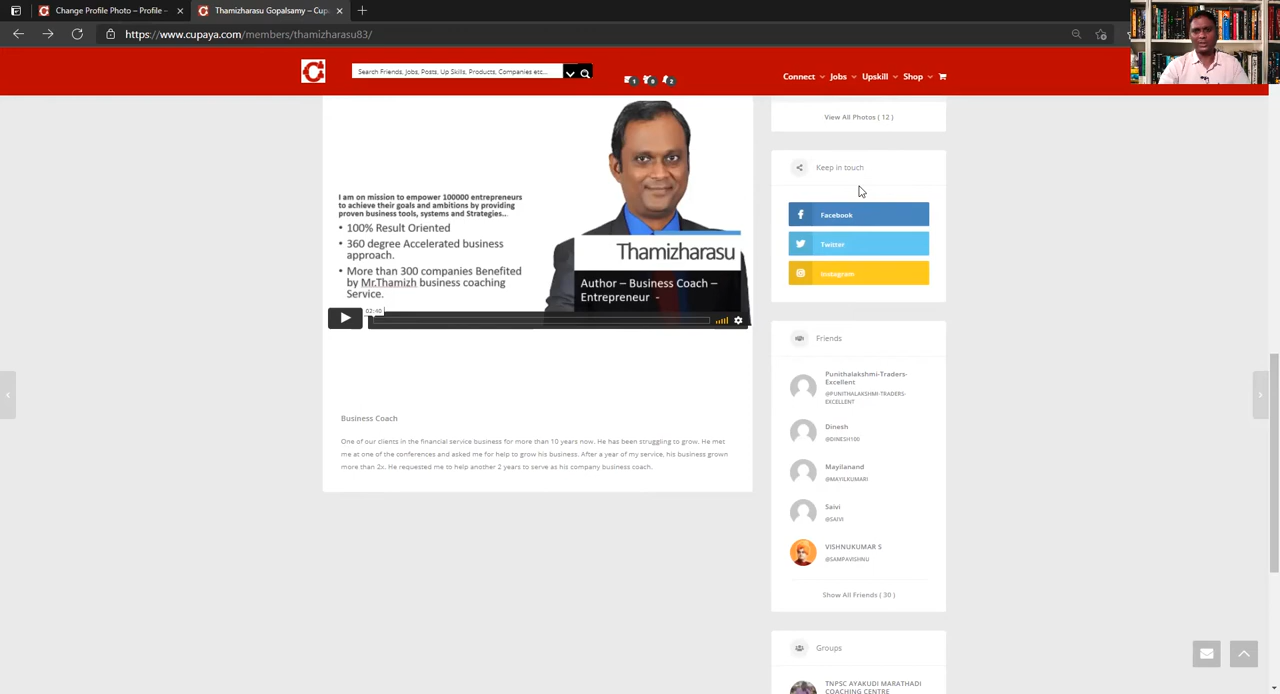 Change Profile Photo – Profile –
Thamizharasu Gopalsamy – Cup
https://www.cupaya.com/members/thamizharasu83/
Search Friends, Jobs, Posts, Up Skills, Products, Companies etc...
1
8
2
Connect
Jobs
Upskill
Shop
I am on mission to empower 100000 entrepreneurs
to achieve their goals and ambitions by providing
proven business tools, systems and Strategies...
• 100% Result Oriented
• 360 degree Accelerated business
approach.
• More than 300 companies Benefited
by Mr.Thamizh business coaching
Service.
Thamizharasu
Author – Business Coach –
Entrepreneur -
02:40
Business Coach
One of our clients in the financial service business for more than 10 years now. He has been struggling to grow. He met
me at one of the conferences and asked me for help to grow his business. After a year of my service, his business grown
more than 2x. He requested me to help another 2 years to serve as his company business coach.
View All Photos ( 12 )
Keep in touch
Facebook
Twitter
Instagram
Friends
Punithalakshmi-Traders-
Excellent
@PUNITHALAKSHMI-TRADERS-
EXCELLENT
Dinesh
@DINESH100
Mayilanand
@MAYILKUMARI
Saivi
@SAIVI
VISHNUKUMAR S
@SAMPAVISHNU
Show All Friends ( 30 )
Groups
TNPSC AYAKUDI MARATHADI
COACHING CENTRE